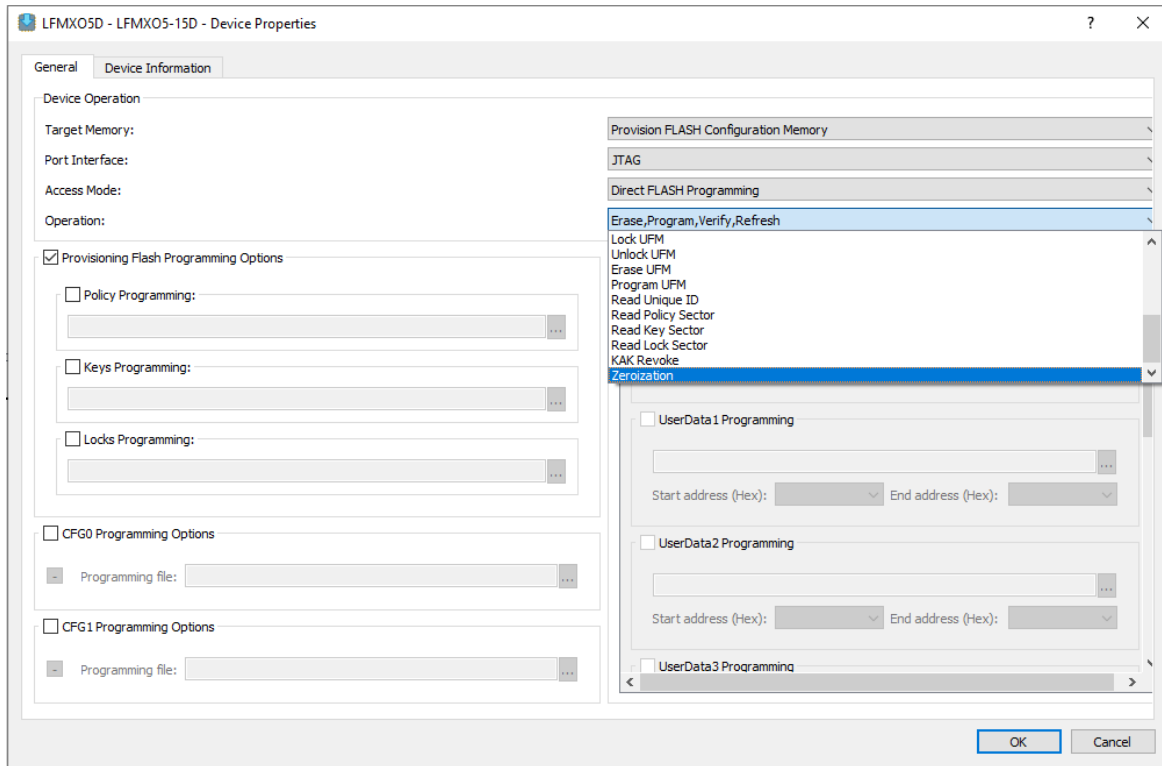 LFMXO5D - LFMXO5-15D - Device Properties
?
General
Device Information
Device Operation
Target Memory:
Provision FLASH Configuration Memory
Port Interface:
JTAG
Access Mode:
Direct FLASH Programming
Operation:
Erase,Program,Verify,Refresh
Lock UFM
Unlock UFM
Erase UFM
Program UFM
Read Unique ID
Read Policy Sector
Read Key Sector
Read Lock Sector
KAK Revoke
Zeroization
Provisioning Flash Programming Options
Policy Programming:
...
Keys Programming:
...
Locks Programming:
...
CFG0 Programming Options
- Programming file:
...
CFG1 Programming Options
- Programming file:
...
UserData1 Programming
...
Start address (Hex): End address (Hex):
UserData2 Programming
...
Start address (Hex): End address (Hex):
UserData3 Programming
OK
Cancel